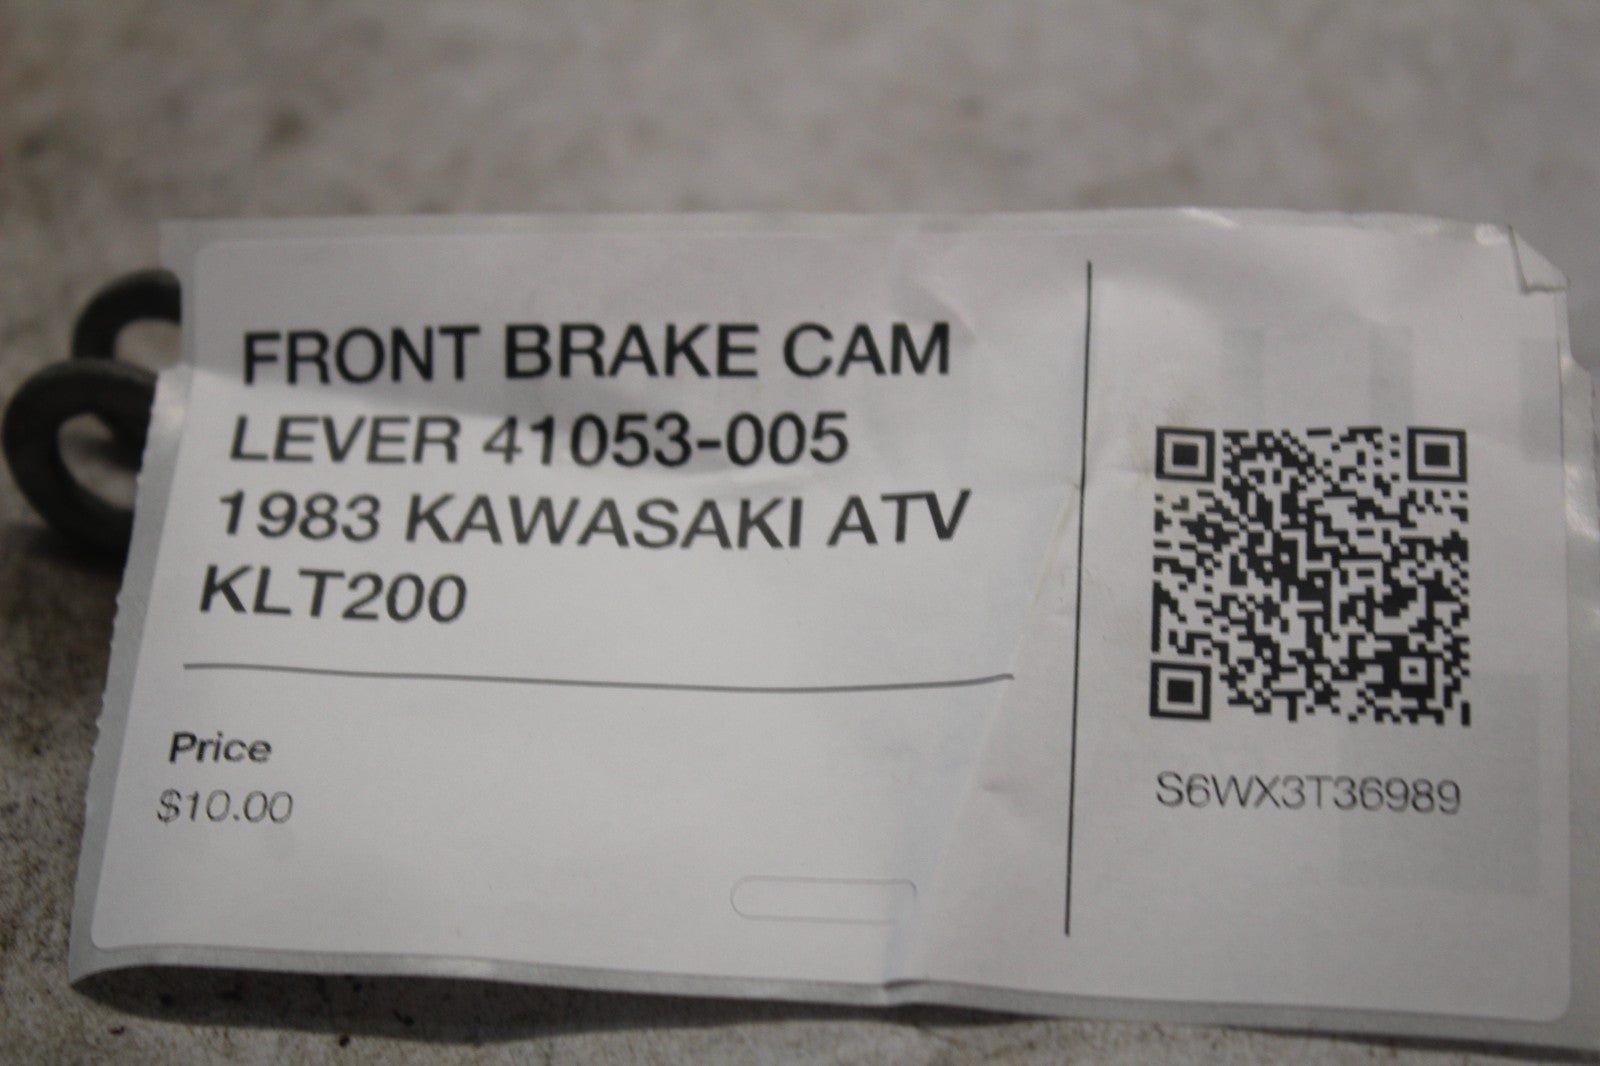 FRONT BRAKE CAM
LEVER 41053-005
1983 KAWASAKI ATV
KLT200
Price
$10.00
S6WX3T36989